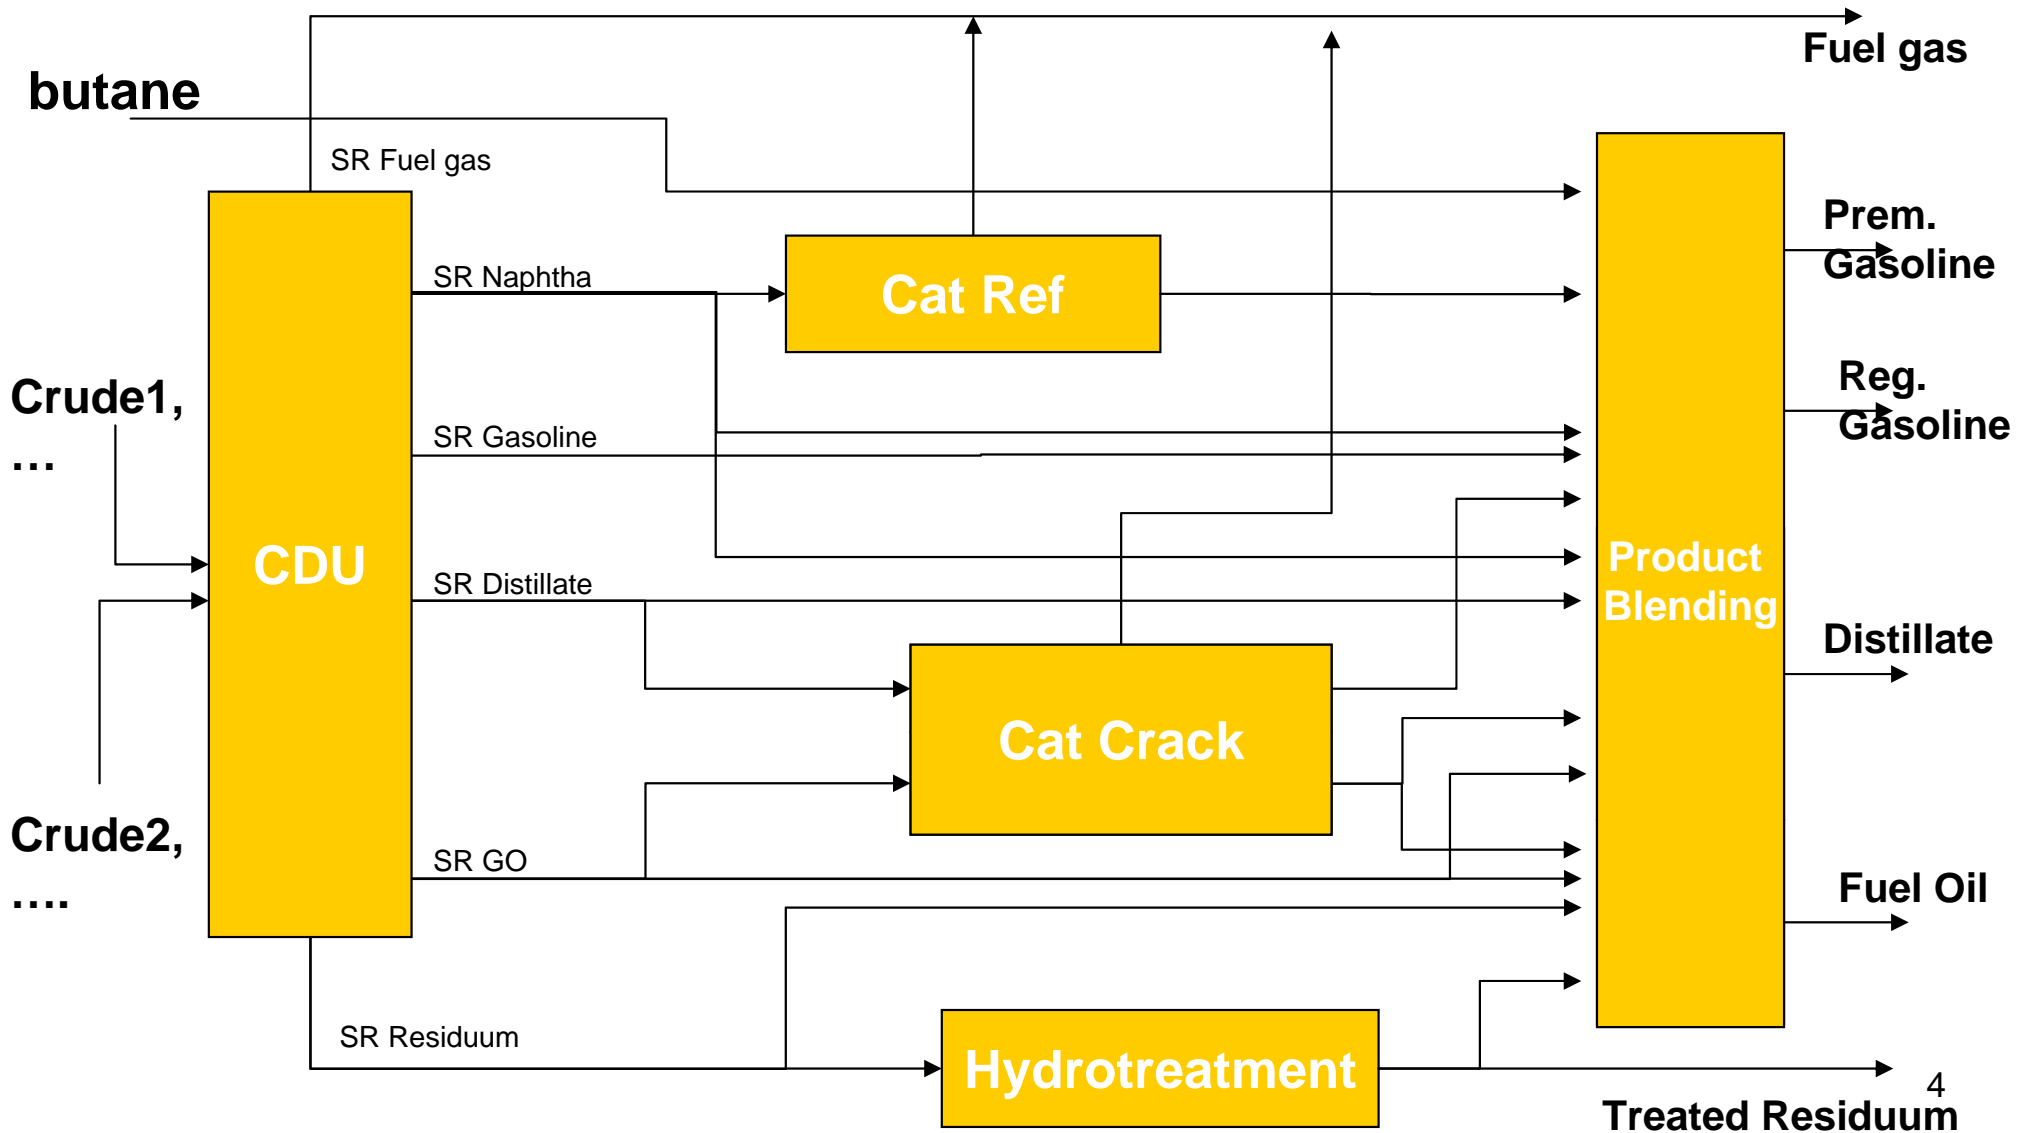 Fuel gas
butane
SR Fuel gas
Prem.
Gasoline
SR Naphtha
Cat Ref
Crude1,
…
Reg.
Gasoline
SR Gasoline
CDU
SR Distillate
Product
Blending
Distillate
Cat Crack
Crude2,
….
SR GO
Fuel Oil
SR Residuum
Hydrotreatment
4
Treated Residuum